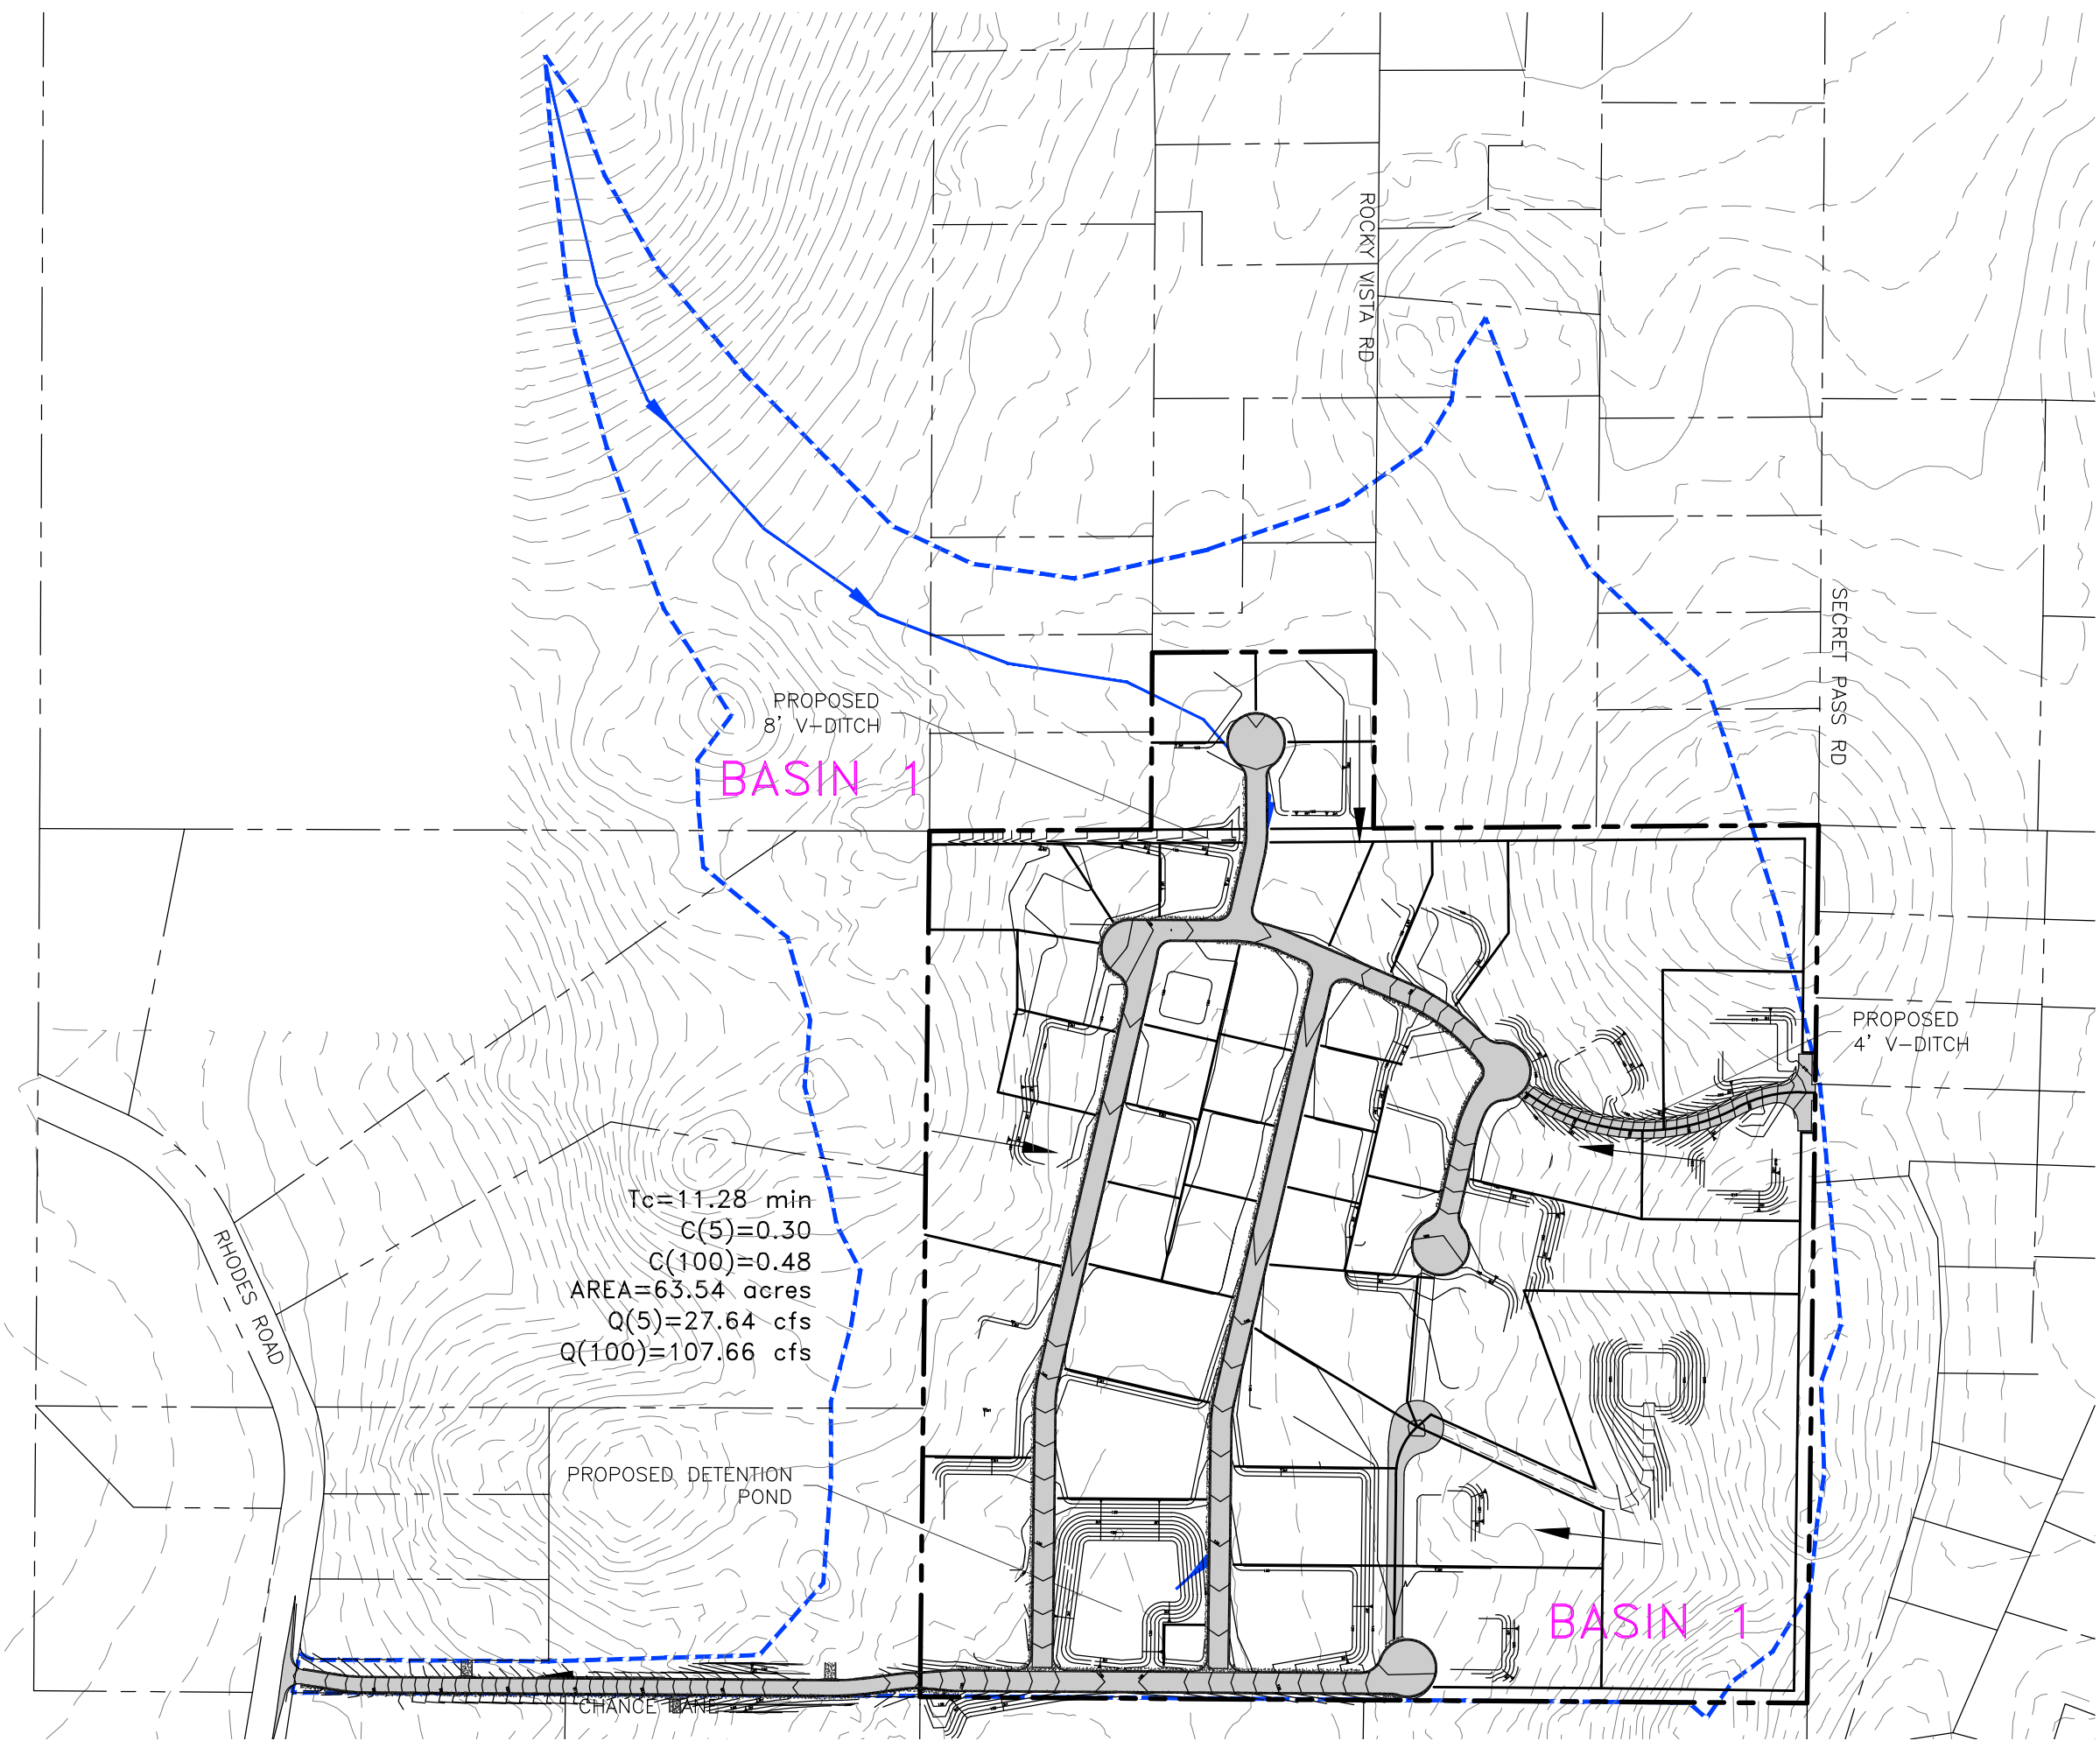 ROCKY VISTA RD
SECRET PASS RD
PROPOSED
8' V-DITCH
BASIN 1
PROPOSED
4' V-DITCH
Tc=11.28 min
C(5)=0.30
C(100)=0.48
AREA=63.54 acres
Q(5)=27.64 cfs
Q(100)=107.66 cfs
RHODES ROAD
PROPOSED DETENTION
POND
BASIN 1
CHANCE LANE